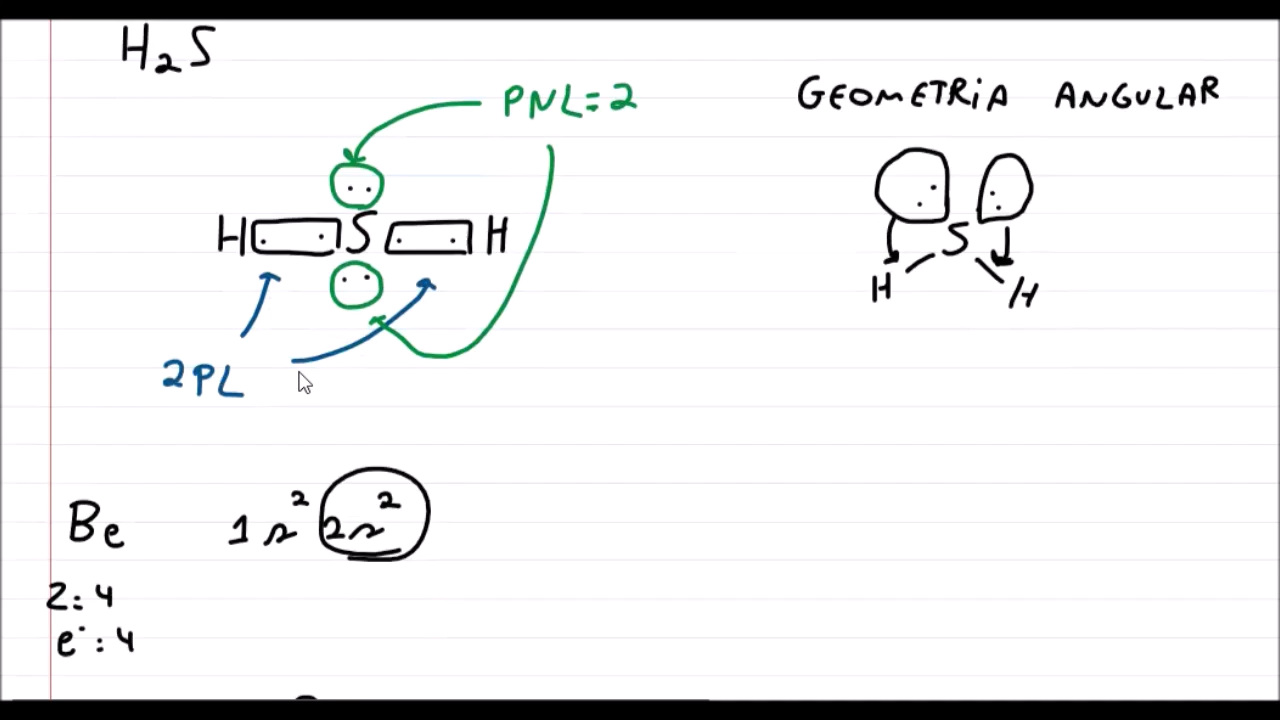 H₂S
PNL=2
GEOMETRIA ANGULAR
H S H
S
H H
2PL
Be 1s² 2s²
Z: 4
e⁻: 4